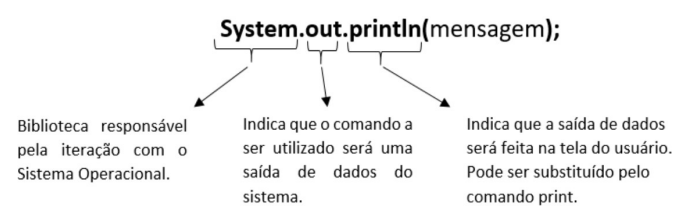 System.out.println(mensagem);
Biblioteca responsável
pela iteração com o
Sistema Operacional.
Indica que o comando a
ser utilizado será uma
saída de dados do
sistema.
Indica que a saída de dados
será feita na tela do usuário.
Pode ser substituído pelo
comando print.